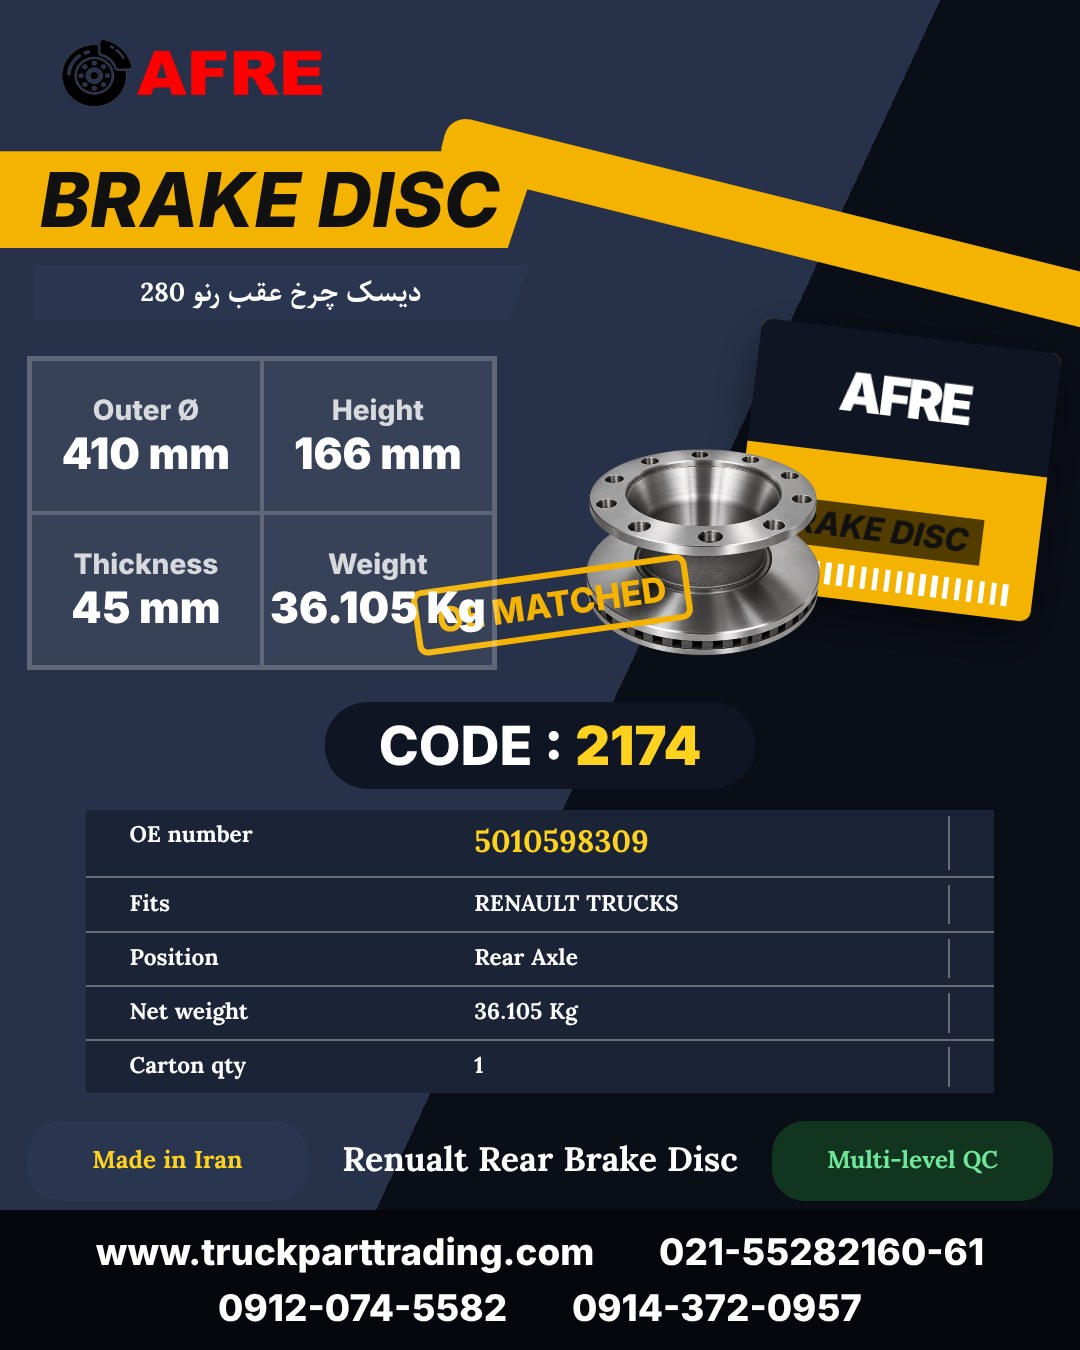 AFRE
BRAKE DISC
دیسک چرخ عقب رنو 280
Outer Ø
410 mm
Height
166 mm
Thickness
45 mm
Weight
36.105 Kg
MATCHED
AFRE
BRAKE DISC
CODE : 2174
OE number 5010598309
Fits RENAULT TRUCKS
Position Rear Axle
Net weight 36.105 Kg
Carton qty 1
Made in Iran
Renualt Rear Brake Disc
Multi-level QC
www.truckparttrading.com 021-55282160-61
0912-074-5582 0914-372-0957